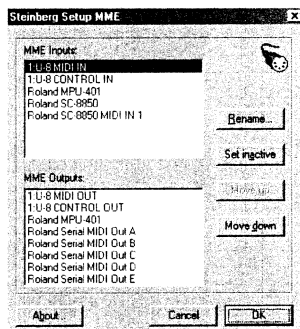 Steinberg Setup MME
MME Inputs:
1:U-8 MIDI IN
1:U-8 CONTROL IN
Roland MPU-401
Roland SC-8850
Roland SC-8850 MIDI IN 1
Rename...
Set inactive
MME Outputs:
1:U-8 MIDI OUT
1:U-8 CONTROL OUT
Roland MPU-401
Roland Serial MIDI Out A
Roland Serial MIDI Out B
Roland Serial MIDI Out C
Roland Serial MIDI Out D
Roland Serial MIDI Out E
Move up
Move down
About
Cancel
OK